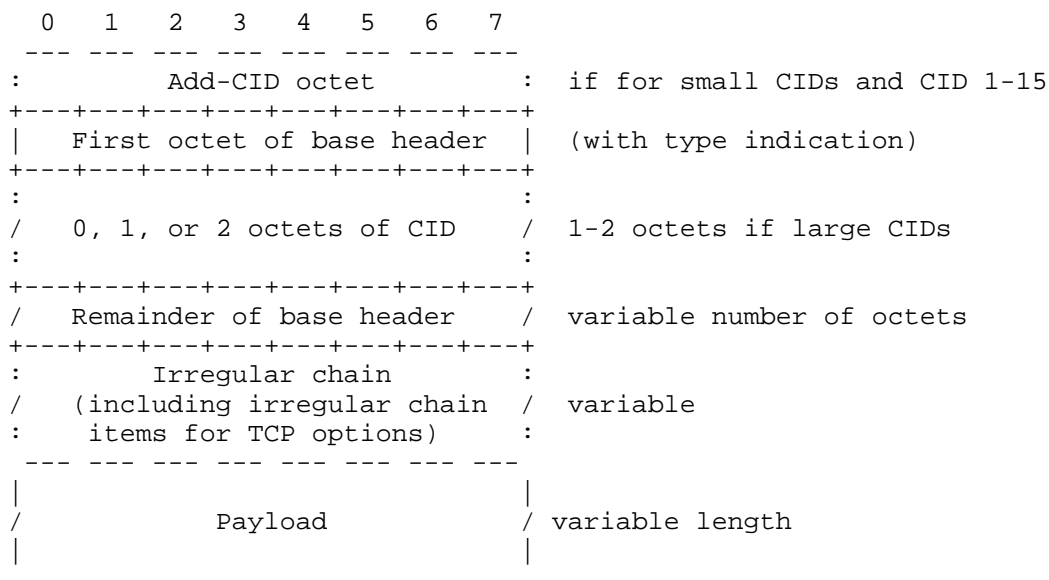 0   1   2   3   4   5   6   7
 --- --- --- --- --- --- --- ---
:         Add-CID octet         :  if for small CIDs and CID 1-15
+---+---+---+---+---+---+---+---+
|   First octet of base header  |  (with type indication)
+---+---+---+---+---+---+---+---+
:                               :
/   0, 1, or 2 octets of CID    /  1-2 octets if large CIDs
:                               :
+---+---+---+---+---+---+---+---+
/   Remainder of base header    /  variable number of octets
+---+---+---+---+---+---+---+---+
:        Irregular chain        :
/   (including irregular chain  /  variable
:    items for TCP options)     :
 --- --- --- --- --- --- --- ---
|                               |
/            Payload            / variable length
|                               |